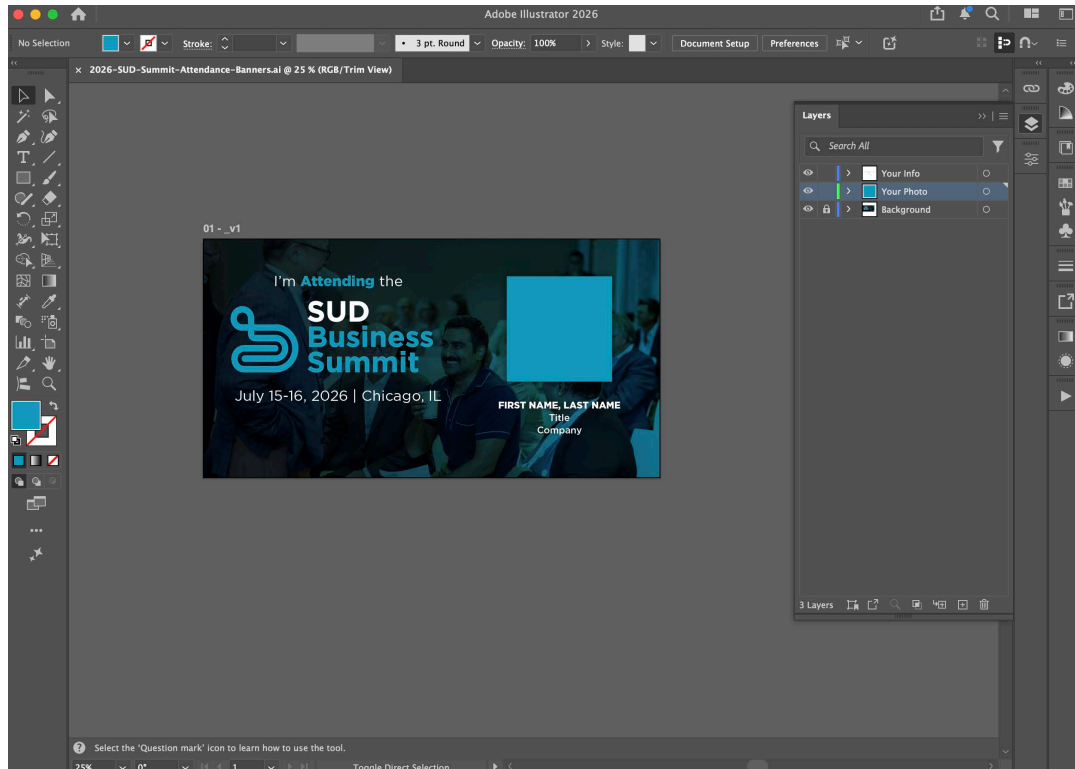 Adobe Illustrator 2026
No Selection
Stroke:
3 pt. Round
Opacity: 100%
Style:
Document Setup
Preferences
2026-SUD-Summit-Attendance-Banners.ai @ 25 % (RGB/Trim View)
Layers
Search All
Your Info
Your Photo
Background
01 - _v1
I'm Attending the
SUD
Business
Summit
July 15-16, 2026 | Chicago, IL
FIRST NAME, LAST NAME
Title
Company
3 Layers
Select the 'Question mark' icon to learn how to use the tool.
25%
0°
1
Toggle Direct Selection